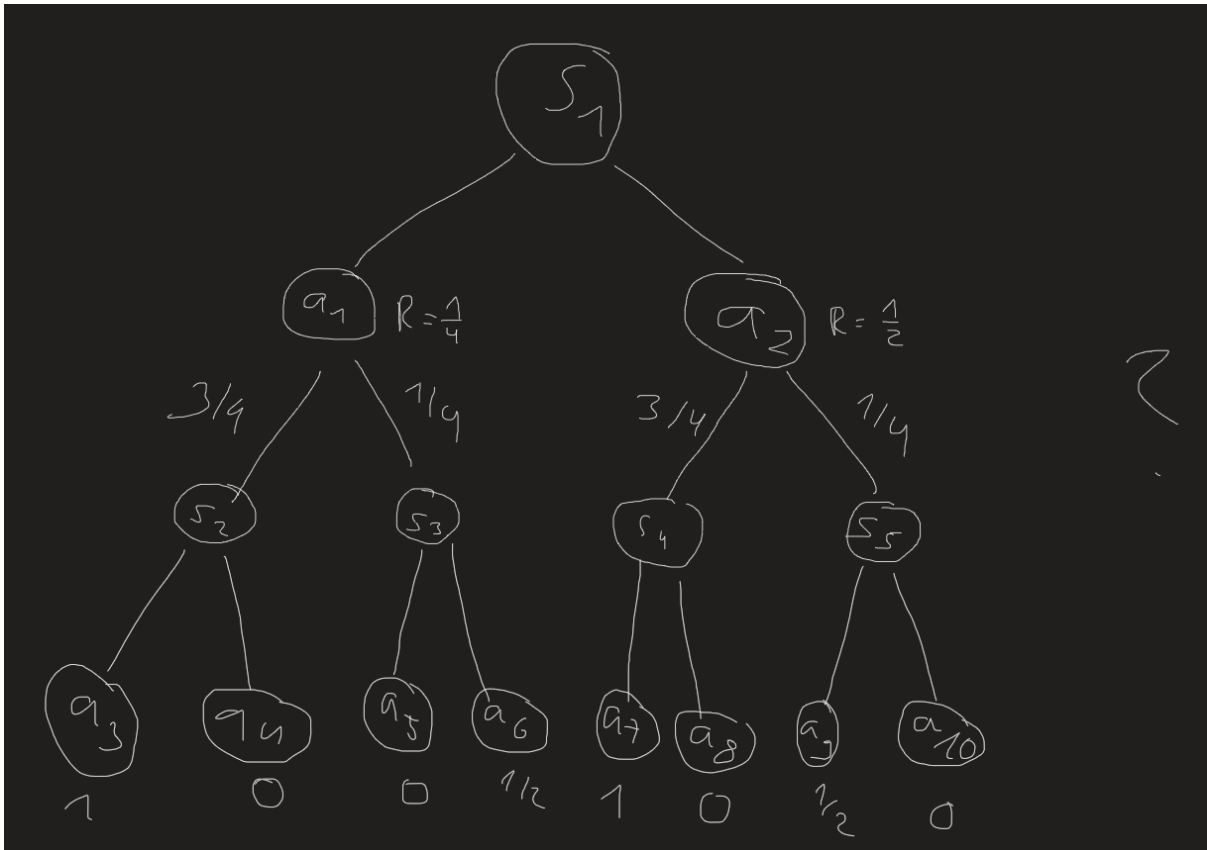 S1
a1 R = 1/4
a2 R = 1/2
?
3/4 1/4 3/4 1/4
s2 s3 s4 s5
a3 a4 a5 a6 a7 a8 a9 a10
1 0 0 1/2 1 0 1/2 0